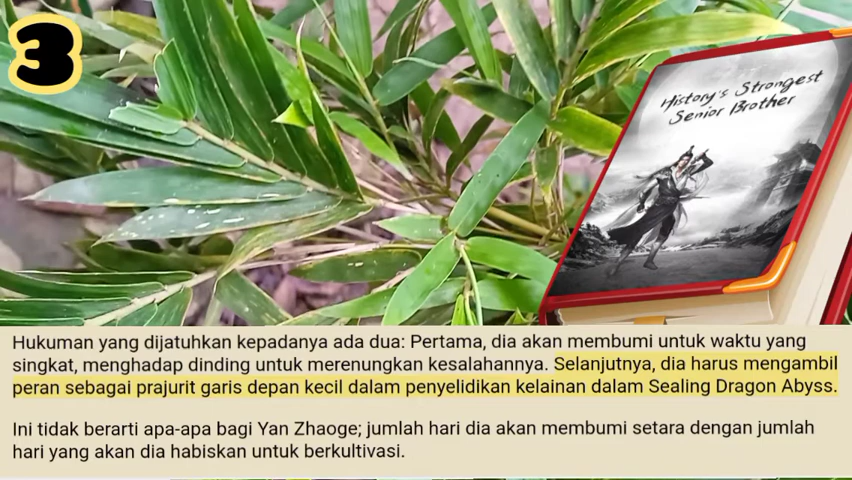 3
History's Strongest
Senior Brother
Hukuman yang dijatuhkan kepadanya ada dua: Pertama, dia akan membumi untuk waktu yang
singkat, menghadap dinding untuk merenungkan kesalahannya. Selanjutnya, dia harus mengambil
peran sebagai prajurit garis depan kecil dalam penyelidikan kelainan dalam Sealing Dragon Abyss.
Ini tidak berarti apa-apa bagi Yan Zhaoge; jumlah hari dia akan membumi setara dengan jumlah
hari yang akan dia habiskan untuk berkultivasi.